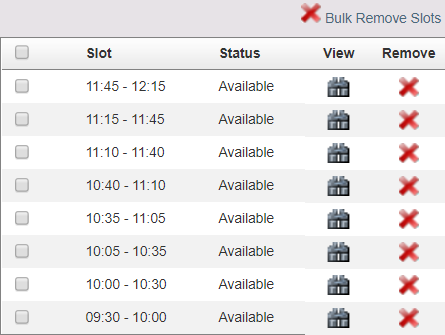 Bulk Remove Slots
Slot Status View Remove
11:45 - 12:15 Available
11:15 - 11:45 Available
11:10 - 11:40 Available
10:40 - 11:10 Available
10:35 - 11:05 Available
10:05 - 10:35 Available
10:00 - 10:30 Available
09:30 - 10:00 Available